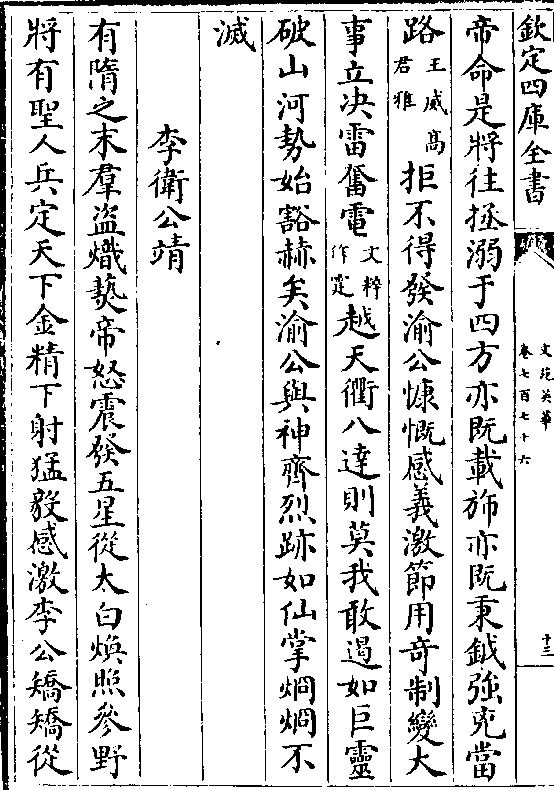 欽定四庫全書
文苑英華
卷七百七十六
十三
帝命是將往拯溺于四方亦既載斾亦既秉鉞強克當
路王威高君雅拒不得發渝公慷慨感義激節用竒制變大
事立决雷奮電文粹作霆越天衢八達則莫我敢遏如巨靈
破山河勢始豁赫矣渝公與神齊烈跡如仙掌烱烱不
滅
李衛公靖
有隋之末羣盗熾爇帝怒震發五星從太白煥照參野
將有聖人兵定天下金精下射猛毅感激李公矯矯從